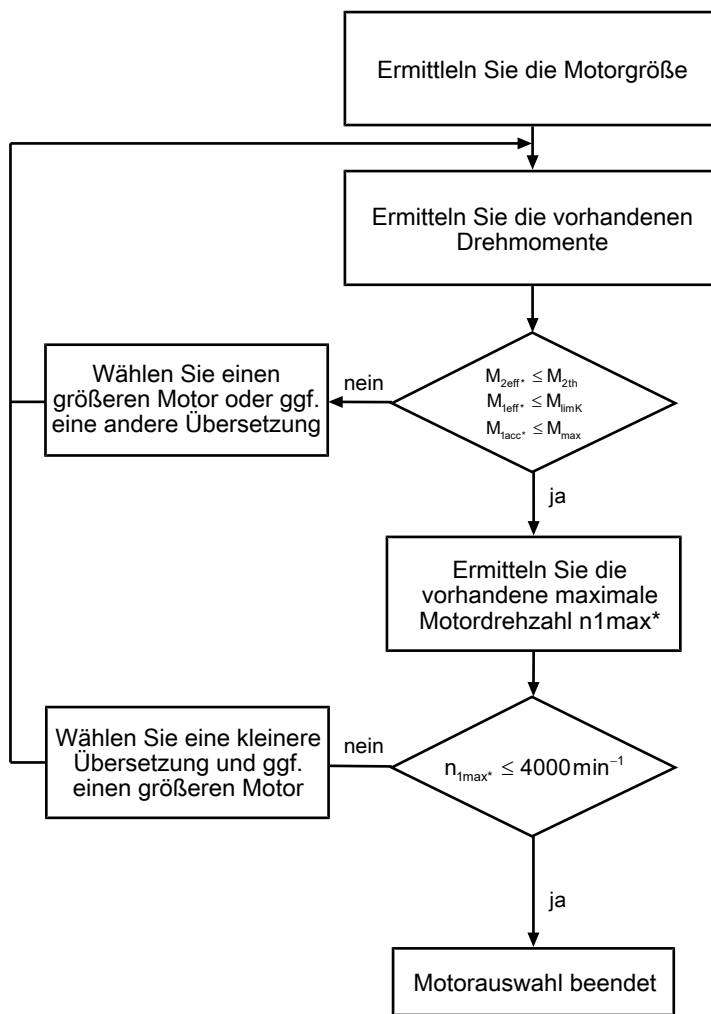 Ermittleln Sie die Motorgröße
Ermitteln Sie die vorhandenen
Drehmomente
Wählen Sie einen
größeren Motor oder ggf.
eine andere Übersetzung
nein
M2eff* ≤ M2th
M1eff* ≤ MlimK
M1acc* ≤ Mmax
ja
Ermitteln Sie die
vorhandene maximale
Motordrehzahl n1max*
Wählen Sie eine kleinere
Übersetzung und ggf.
einen größeren Motor
nein
n1max* ≤ 4000 min⁻¹
ja
Motorauswahl beendet